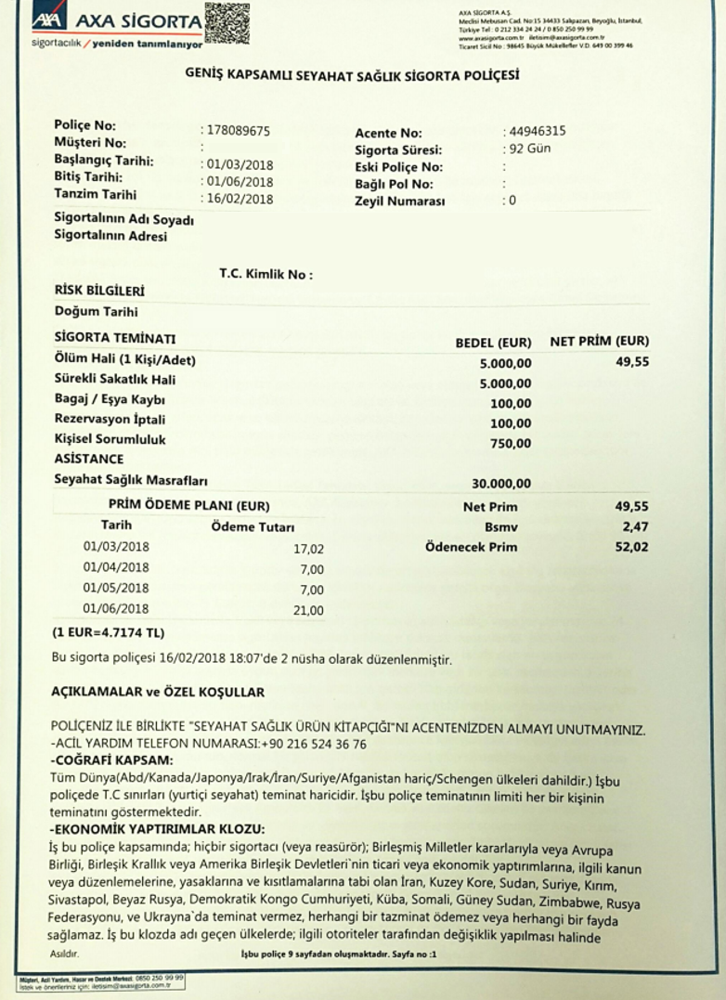 AXA SİGORTA
sigortacılık / yeniden tanımlanıyor
AXA SİGORTA A.Ş.
Meclisi Mebusan Cad. No:15 34433 Salıpazarı, Beyoğlu, İstanbul,
Türkiye Tel : 0 212 334 24 24 / 0 850 250 99 99
www.axasigorta.com.tr iletisim@axasigorta.com.tr
Ticaret Sicil No : 98645 Büyük Mükellefler V.D. 649 00 399 46
GENİŞ KAPSAMLI SEYAHAT SAĞLIK SİGORTA POLİÇESİ
Poliçe No: : 178089675
Müşteri No: :
Başlangıç Tarihi: : 01/03/2018
Bitiş Tarihi: : 01/06/2018
Tanzim Tarihi : 16/02/2018
Acente No: : 44946315
Sigorta Süresi: : 92 Gün
Eski Poliçe No: :
Bağlı Pol No: :
Zeyil Numarası : 0
Sigortalının Adı Soyadı
Sigortalının Adresi
T.C. Kimlik No :
RİSK BİLGİLERİ
Doğum Tarihi
SİGORTA TEMİNATI BEDEL (EUR) NET PRİM (EUR)
Ölüm Hali (1 Kişi/Adet) 5.000,00 49,55
Sürekli Sakatlık Hali 5.000,00
Bagaj / Eşya Kaybı 100,00
Rezervasyon İptali 100,00
Kişisel Sorumluluk 750,00
ASİSTANCE
Seyahat Sağlık Masrafları 30.000,00
PRİM ÖDEME PLANI (EUR)
Tarih Ödeme Tutarı
01/03/2018 17,02
01/04/2018 7,00
01/05/2018 7,00
01/06/2018 21,00
Net Prim 49,55
Bsmv 2,47
Ödenecek Prim 52,02
(1 EUR=4.7174 TL)
Bu sigorta poliçesi 16/02/2018 18:07'de 2 nüsha olarak düzenlenmiştir.
AÇIKLAMALAR ve ÖZEL KOŞULLAR
POLİÇENİZ İLE BİRLİKTE "SEYAHAT SAĞLIK ÜRÜN KİTAPÇIĞI"NI ACENTENİZDEN ALMAYI UNUTMAYINIZ.
-ACİL YARDIM TELEFON NUMARASI:+90 216 524 36 76
-COĞRAFİ KAPSAM:
Tüm Dünya(Abd/Kanada/Japonya/Irak/İran/Suriye/Afganistan hariç/Schengen ülkeleri dahildir.) İşbu
poliçede T.C sınırları (yurtiçi seyahat) teminat haricidir. İşbu poliçe teminatının limiti her bir kişinin
teminatını göstermektedir.
-EKONOMİK YAPTIRIMLAR KLOZU:
İş bu poliçe kapsamında; hiçbir sigortacı (veya reasürör); Birleşmiş Milletler kararlarıyla veya Avrupa
Birliği, Birleşik Krallık veya Amerika Birleşik Devletleri`nin ticari veya ekonomik yaptırımlarına, ilgili kanun
veya düzenlemelerine, yasaklarına ve kısıtlamalarına tabi olan İran, Kuzey Kore, Sudan, Suriye, Kırım,
Sivastapol, Beyaz Rusya, Demokratik Kongo Cumhuriyeti, Küba, Somali, Güney Sudan, Zimbabwe, Rusya
Federasyonu, ve Ukrayna`da teminat vermez, herhangi bir tazminat ödemez veya herhangi bir fayda
sağlamaz. İş bu klozda adı geçen ülkelerde; ilgili otoriteler tarafından değişiklik yapılması halinde
Asıldır. İşbu poliçe 9 sayfadan oluşmaktadır. Sayfa no :1
Müşteri, Acil Yardım, Hasar ve Destek Merkezi: 0850 250 99 99
İstek ve önerileriniz için: iletisim@axasigorta.com.tr